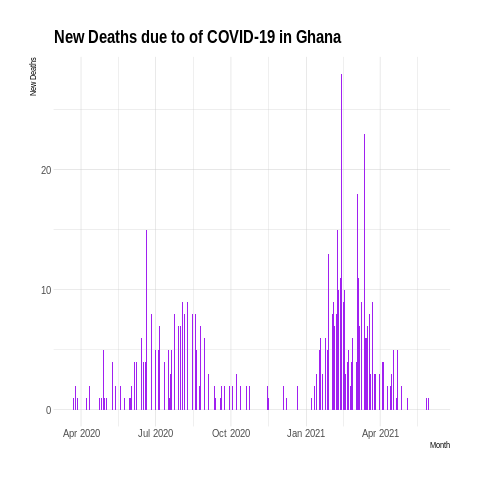 New Deaths due to of COVID-19 in Ghana
New Deaths
20
10
0
Apr 2020 Jul 2020 Oct 2020 Jan 2021 Apr 2021
Month